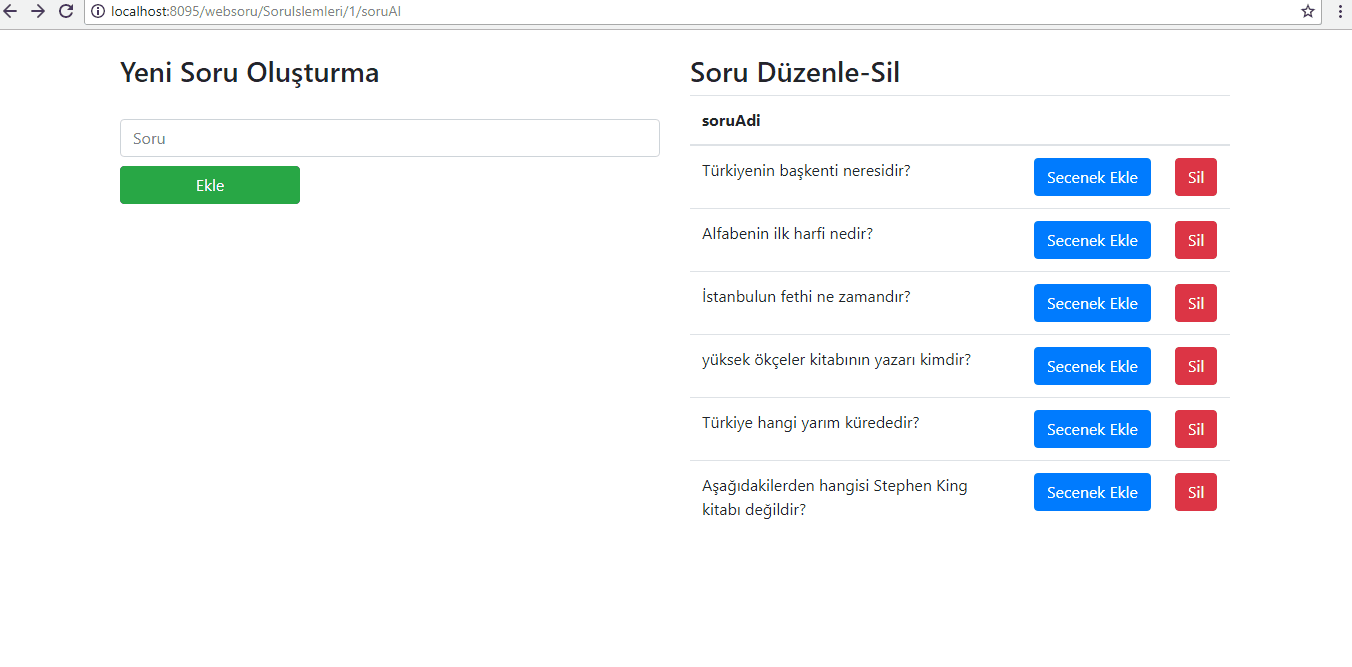 localhost:8095/websoru/SoruIslemleri/1/soruAl
Yeni Soru Oluşturma
Soru
Ekle
Soru Düzenle-Sil
soruAdi
Türkiyenin başkenti neresidir? Secenek Ekle Sil
Alfabenin ilk harfi nedir? Secenek Ekle Sil
İstanbulun fethi ne zamandır? Secenek Ekle Sil
yüksek ökçeler kitabının yazarı kimdir? Secenek Ekle Sil
Türkiye hangi yarım kürededir? Secenek Ekle Sil
Aşağıdakilerden hangisi Stephen King Secenek Ekle Sil
kitabı değildir?